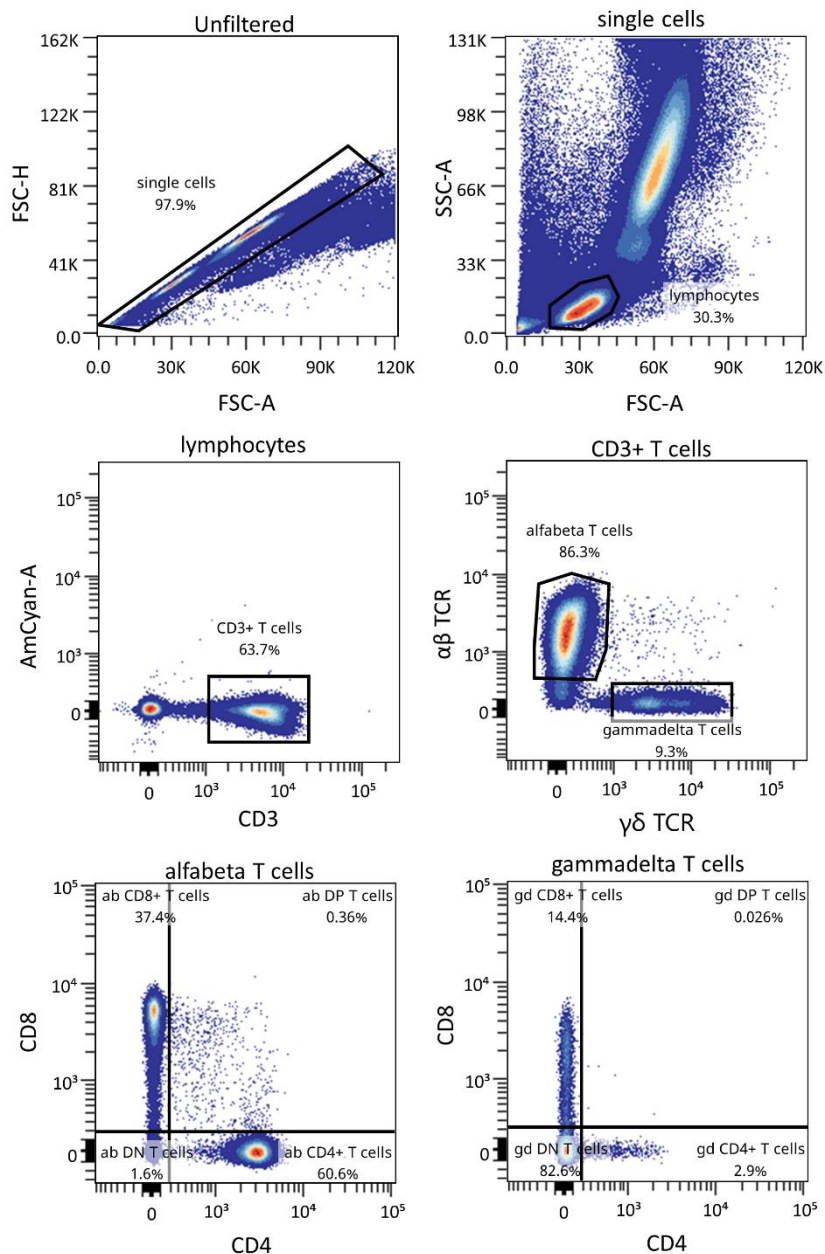 Unfiltered
162K
122K
81K
41K
0.0
FSC-H
single cells
97.9%
0.0 30K 60K 90K 120K
FSC-A
single cells
131K
98K
66K
33K
0.0
SSC-A
lymphocytes
30.3%
0.0 30K 60K 90K 120K
FSC-A
lymphocytes
10⁵
10⁴
10³
0
AmCyan-A
CD3+ T cells
63.7%
0 10³ 10⁴ 10⁵
CD3
CD3+ T cells
10⁵
10⁴
10³
0
αβ TCR
alfabeta T cells
86.3%
gammadelta T cells
9.3%
0 10³ 10⁴ 10⁵
γδ TCR
alfabeta T cells
10⁵
10⁴
10³
0
CD8
ab CD8+ T cells
37.4%
ab DP T cells
0.36%
ab DN T cells
1.6%
ab CD4+ T cells
60.6%
0 10³ 10⁴ 10⁵
CD4
gammadelta T cells
10⁵
10⁴
10³
0
CD8
gd CD8+ T cells
14.4%
gd DP T cells
0.026%
gd DN T cells
82.6%
gd CD4+ T cells
2.9%
0 10³ 10⁴ 10⁵
CD4